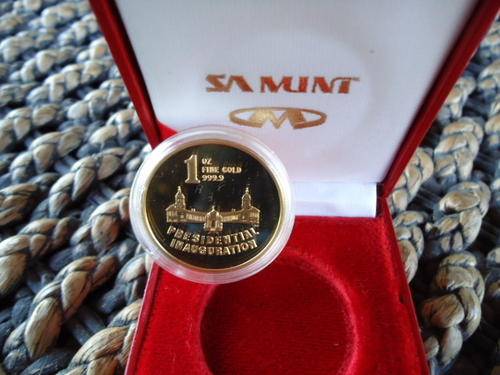 SA MINT
1 OZ
FINE GOLD
999.9
PRESIDENTIAL
INAUGURATION